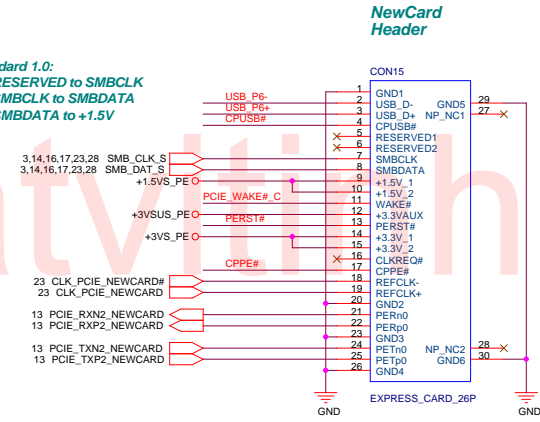 NewCard
Header
dard 1.0:
RESERVED to SMBCLK
SMBCLK to SMBDATA
SMBDATA to +1.5V
CON15
USB_P6-
USB_P6+
CPUSB#
3,14,16,17,23,28 SMB_CLK_S
3,14,16,17,23,28 SMB_DAT_S
+1.5VS_PE
PCIE_WAKE#_C
+3VSUS_PE
PERST#
+3VS_PE
CPPE#
23 CLK_PCIE_NEWCARD#
23 CLK_PCIE_NEWCARD
13 PCIE_RXN2_NEWCARD
13 PCIE_RXP2_NEWCARD
13 PCIE_TXN2_NEWCARD
13 PCIE_TXP2_NEWCARD
1 GND1
2 USB_D- GND5 29
3 USB_D+ NP_NC1 27
4 CPUSB#
5 RESERVED1
6 RESERVED2
7 SMBCLK
8 SMBDATA
9 +1.5V_1
10 +1.5V_2
11 WAKE#
12 +3.3VAUX
13 PERST#
14 +3.3V_1
15 +3.3V_2
16 CLKREQ#
17 CPPE#
18 REFCLK-
19 REFCLK+
20 GND2
21 PERn0
22 PERp0
23 GND3
24 PETn0 NP_NC2 28
25 PETp0 GND6 30
26 GND4
EXPRESS_CARD_26P
GND
GND
atvitinh